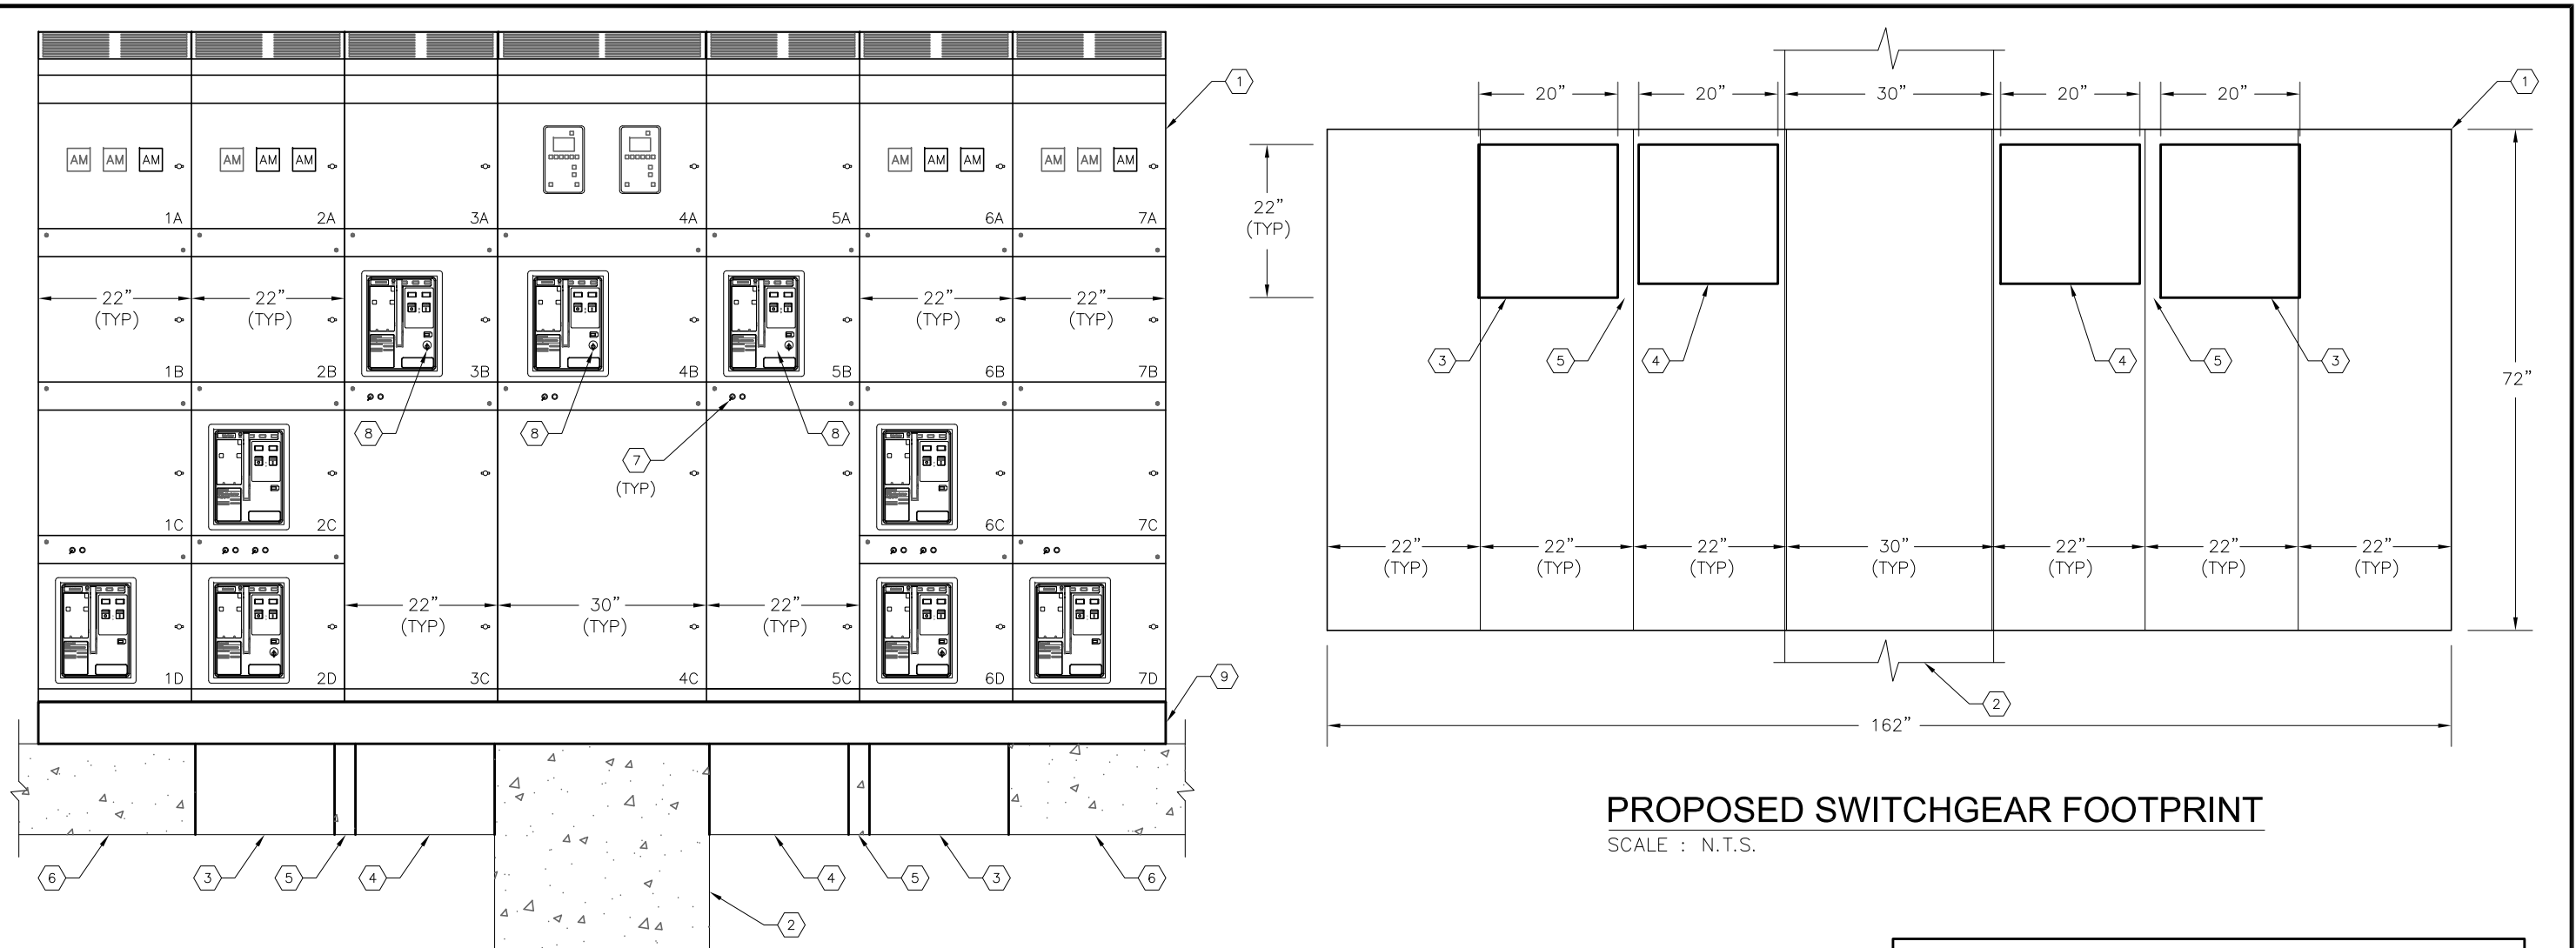 1
AM AM AM
AM AM AM
AM AM AM
AM AM AM
1A
2A
3A
4A
5A
6A
7A
22”
(TYP)
22”
(TYP)
22”
(TYP)
22”
(TYP)
1B
2B
3B
4B
5B
6B
7B
8
8
7
(TYP)
8
1C
2C
6C
7C
22”
(TYP)
30”
(TYP)
22”
(TYP)
1D
2D
3C
4C
5C
6D
7D
9
6
3
5
4
4
5
3
6
2
20”
20”
30”
20”
20”
1
22”
(TYP)
3
5
4
4
5
3
72”
22”
(TYP)
22”
(TYP)
22”
(TYP)
30”
(TYP)
22”
(TYP)
22”
(TYP)
22”
(TYP)
2
162”
PROPOSED SWITCHGEAR FOOTPRINT
SCALE : N.T.S.